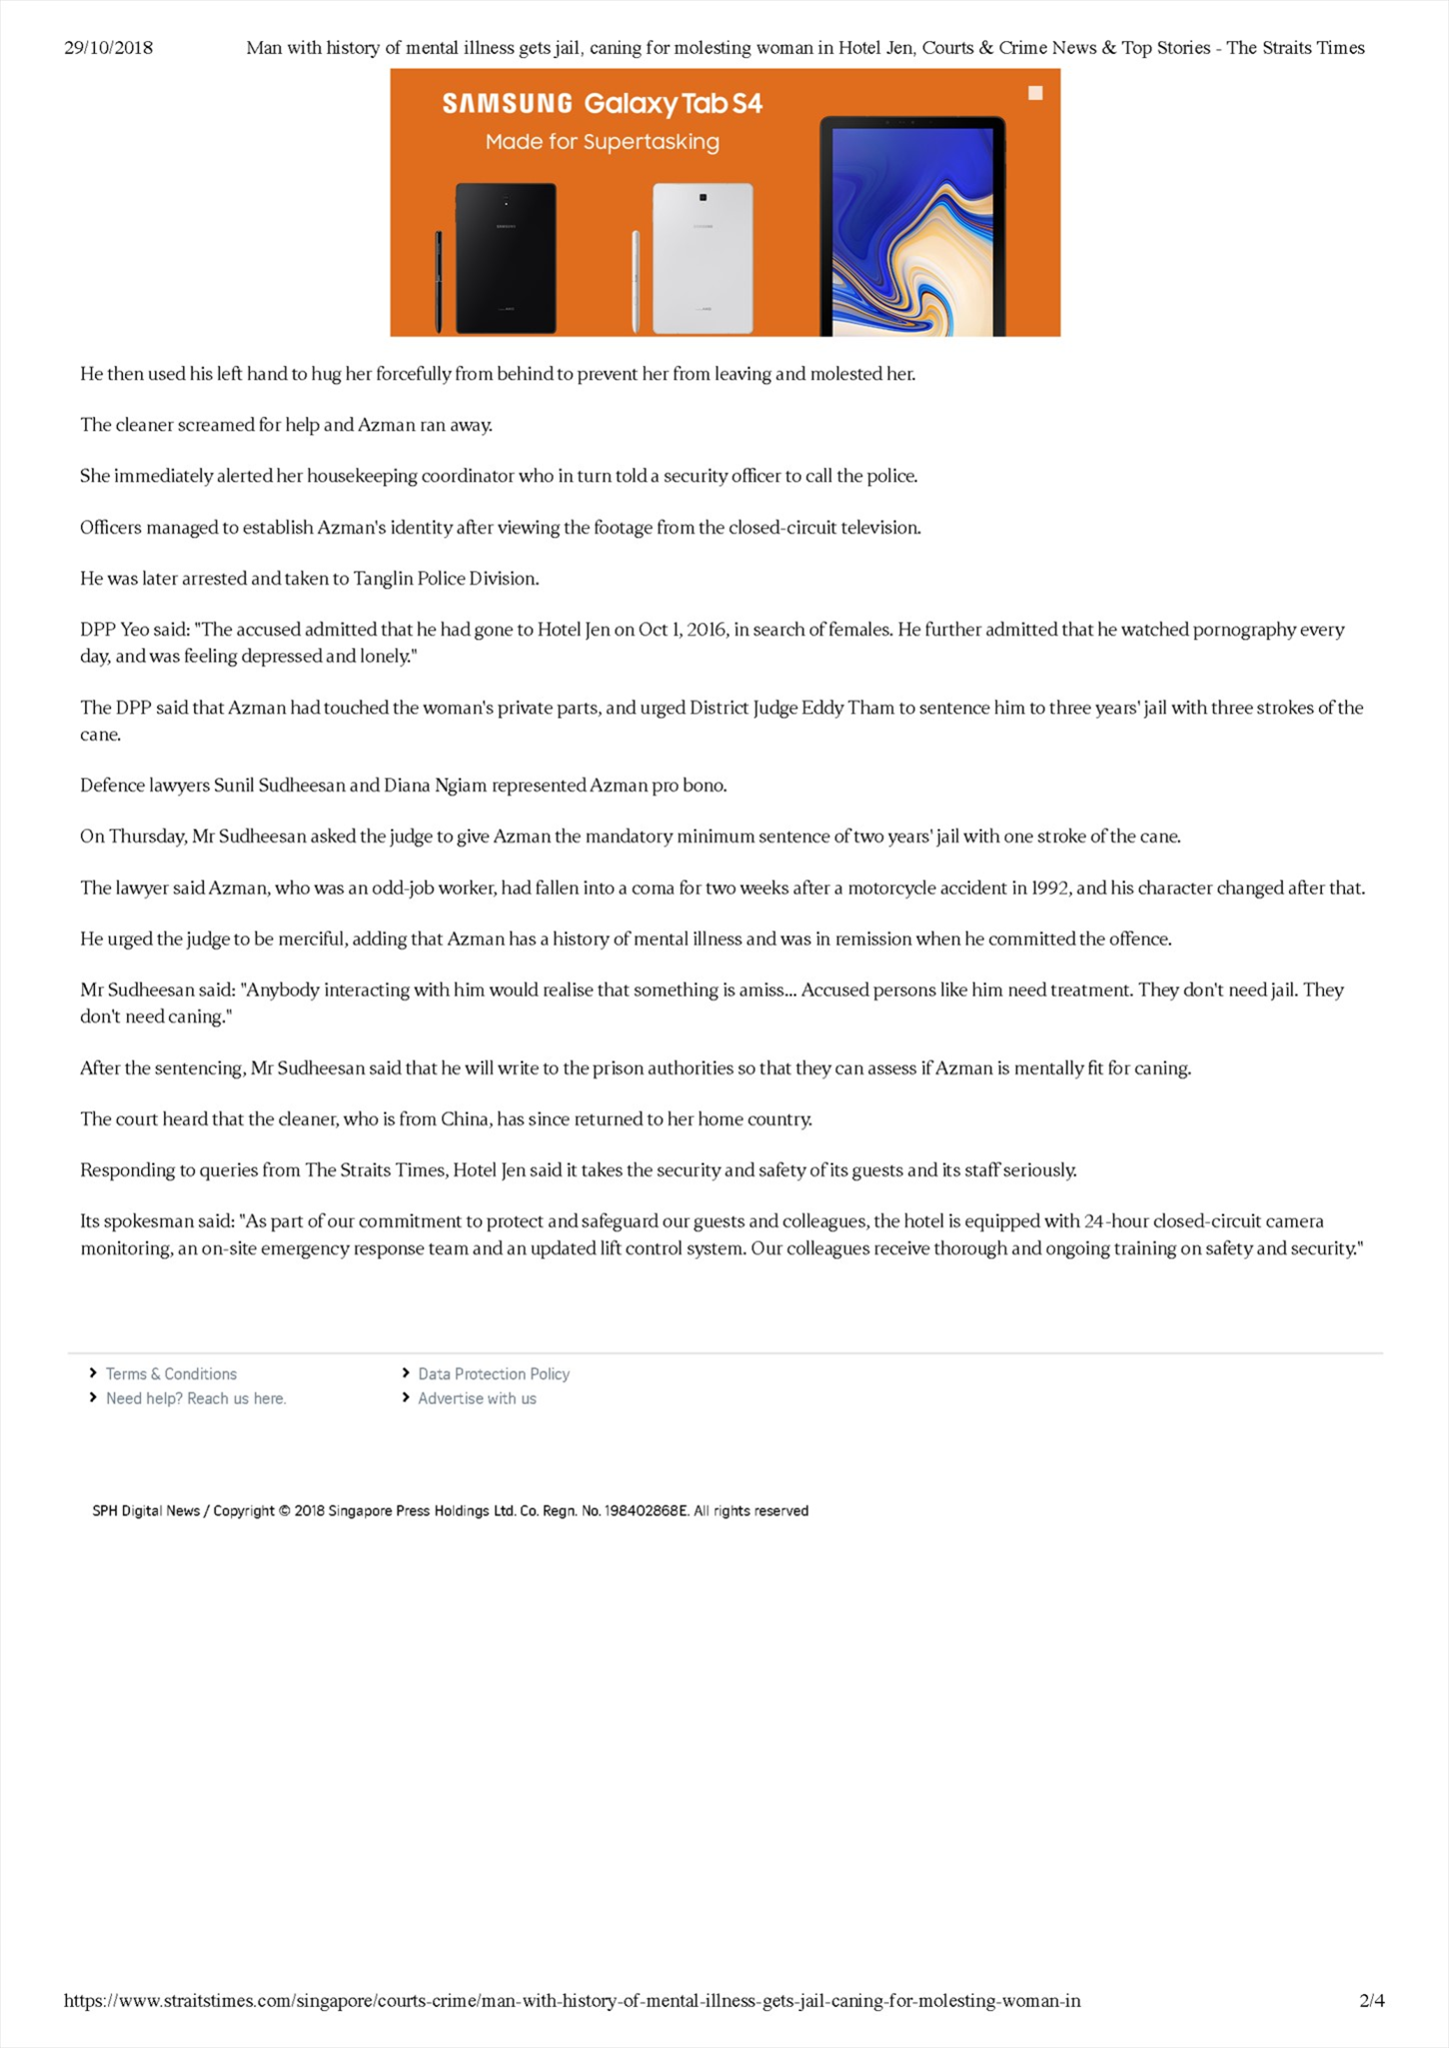 29/10/2018 Man with history of mental illness gets jail, caning for molesting woman in Hotel Jen, Courts & Crime News & Top Stories - The Straits Times
SAMSUNG Galaxy Tab S4
Made for Supertasking
He then used his left hand to hug her forcefully from behind to prevent her from leaving and molested her.
The cleaner screamed for help and Azman ran away.
She immediately alerted her housekeeping coordinator who in turn told a security officer to call the police.
Officers managed to establish Azman's identity after viewing the footage from the closed-circuit television.
He was later arrested and taken to Tanglin Police Division.
DPP Yeo said: "The accused admitted that he had gone to Hotel Jen on Oct 1, 2016, in search of females. He further admitted that he watched pornography every
day, and was feeling depressed and lonely."
The DPP said that Azman had touched the woman's private parts, and urged District Judge Eddy Tham to sentence him to three years' jail with three strokes of the
cane.
Defence lawyers Sunil Sudheesan and Diana Ngiam represented Azman pro bono.
On Thursday, Mr Sudheesan asked the judge to give Azman the mandatory minimum sentence of two years' jail with one stroke of the cane.
The lawyer said Azman, who was an odd-job worker, had fallen into a coma for two weeks after a motorcycle accident in 1992, and his character changed after that.
He urged the judge to be merciful, adding that Azman has a history of mental illness and was in remission when he committed the offence.
Mr Sudheesan said: "Anybody interacting with him would realise that something is amiss... Accused persons like him need treatment. They don't need jail. They
don't need caning."
After the sentencing, Mr Sudheesan said that he will write to the prison authorities so that they can assess if Azman is mentally fit for caning.
The court heard that the cleaner, who is from China, has since returned to her home country.
Responding to queries from The Straits Times, Hotel Jen said it takes the security and safety of its guests and its staff seriously.
Its spokesman said: "As part of our commitment to protect and safeguard our guests and colleagues, the hotel is equipped with 24-hour closed-circuit camera
monitoring, an on-site emergency response team and an updated lift control system. Our colleagues receive thorough and ongoing training on safety and security."
Terms & Conditions Data Protection Policy
Need help? Reach us here. Advertise with us
SPH Digital News / Copyright © 2018 Singapore Press Holdings Ltd. Co. Regn. No. 198402868E. All rights reserved
https://www.straitstimes.com/singapore/courts-crime/man-with-history-of-mental-illness-gets-jail-caning-for-molesting-woman-in 2/4